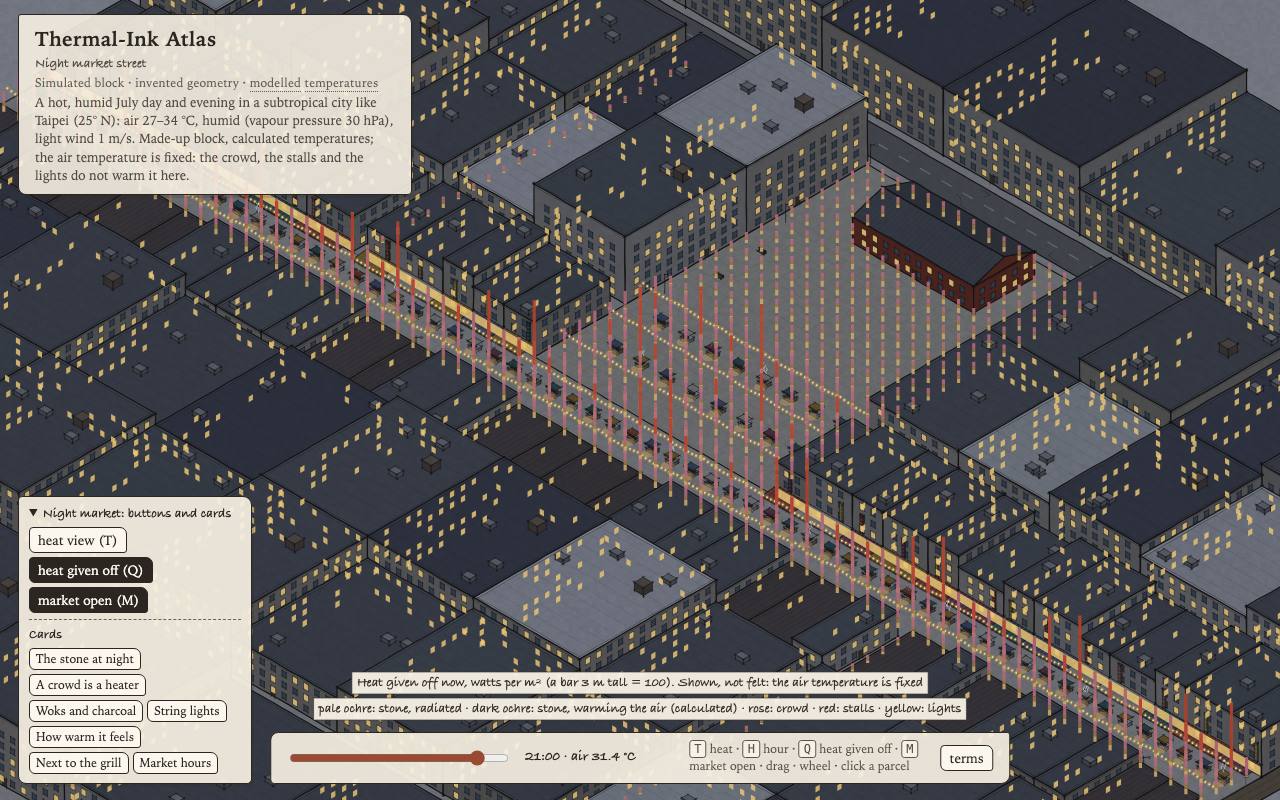 Thermal-Ink Atlas
Night market street
Simulated block · invented geometry · modelled temperatures
A hot, humid July day and evening in a subtropical city like
Taipei (25° N): air 27–34 °C, humid (vapour pressure 30 hPa),
light wind 1 m/s. Made-up block, calculated temperatures;
the air temperature is fixed: the crowd, the stalls and the
lights do not warm it here.
▼ Night market: buttons and cards
heat view (T)
heat given off (Q)
market open (M)
Cards
The stone at night
A crowd is a heater
Woks and charcoal String lights
How warm it feels
Next to the grill Market hours
Heat given off now, watts per m² (a bar 3 m tall = 100). Shown, not felt: the air temperature is fixed
pale ochre: stone, radiated · dark ochre: stone, warming the air (calculated) · rose: crowd · red: stalls · yellow: lights
21:00 · air 31.4 °C
T heat · H hour · Q heat given off · M
market open · drag · wheel · click a parcel
terms